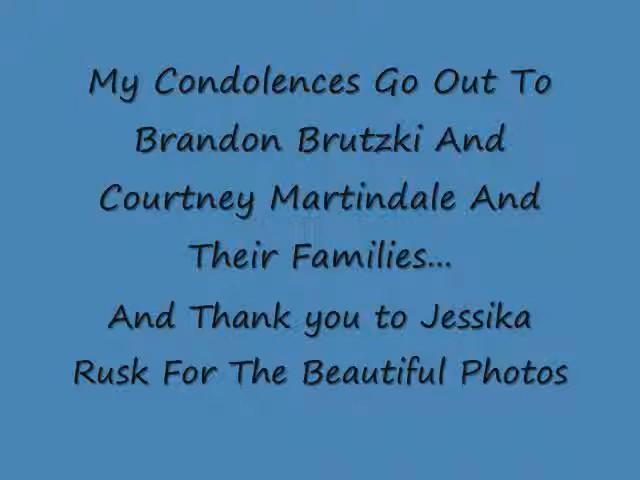 My Condolences Go Out To
Brandon Brutzki And
Courtney Martindale And
Their Families...
And Thank you to Jessika
Rusk For The Beautiful Photos